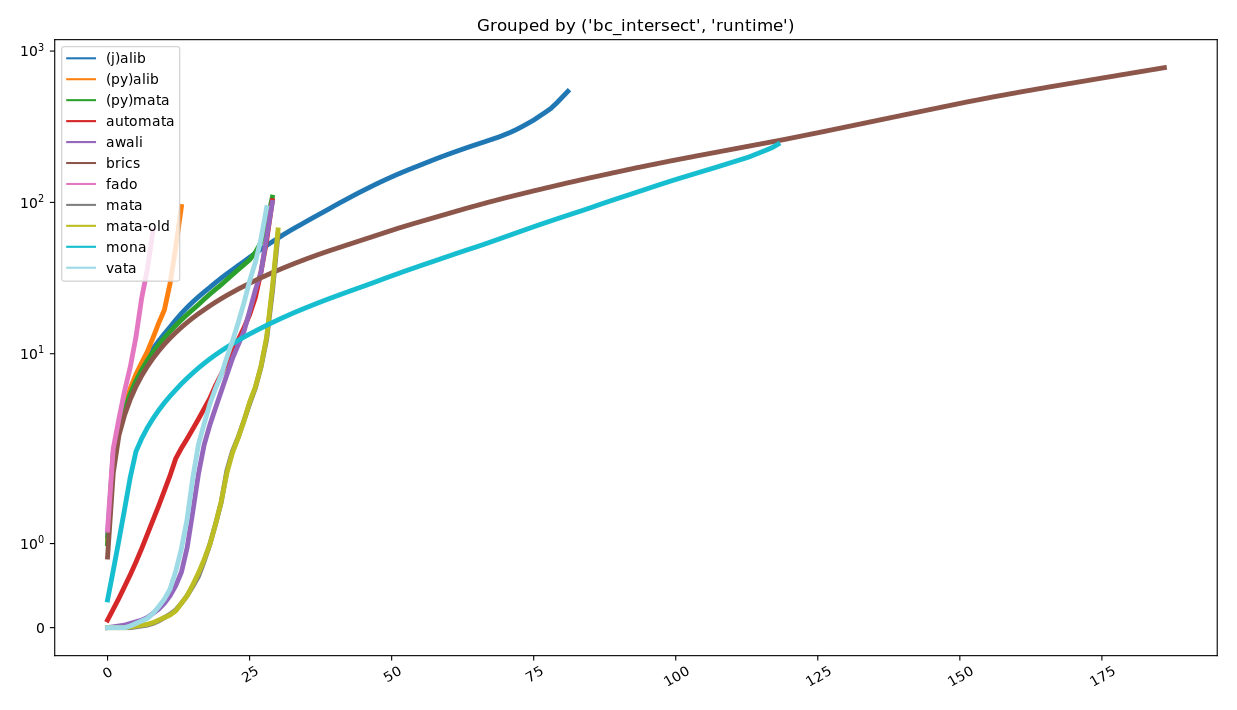 Grouped by ('bc_intersect', 'runtime')
10³
10²
10¹
10⁰
0
(j)alib
(py)alib
(py)mata
automata
awali
brics
fado
mata
mata-old
mona
vata
0
25
50
75
100
125
150
175